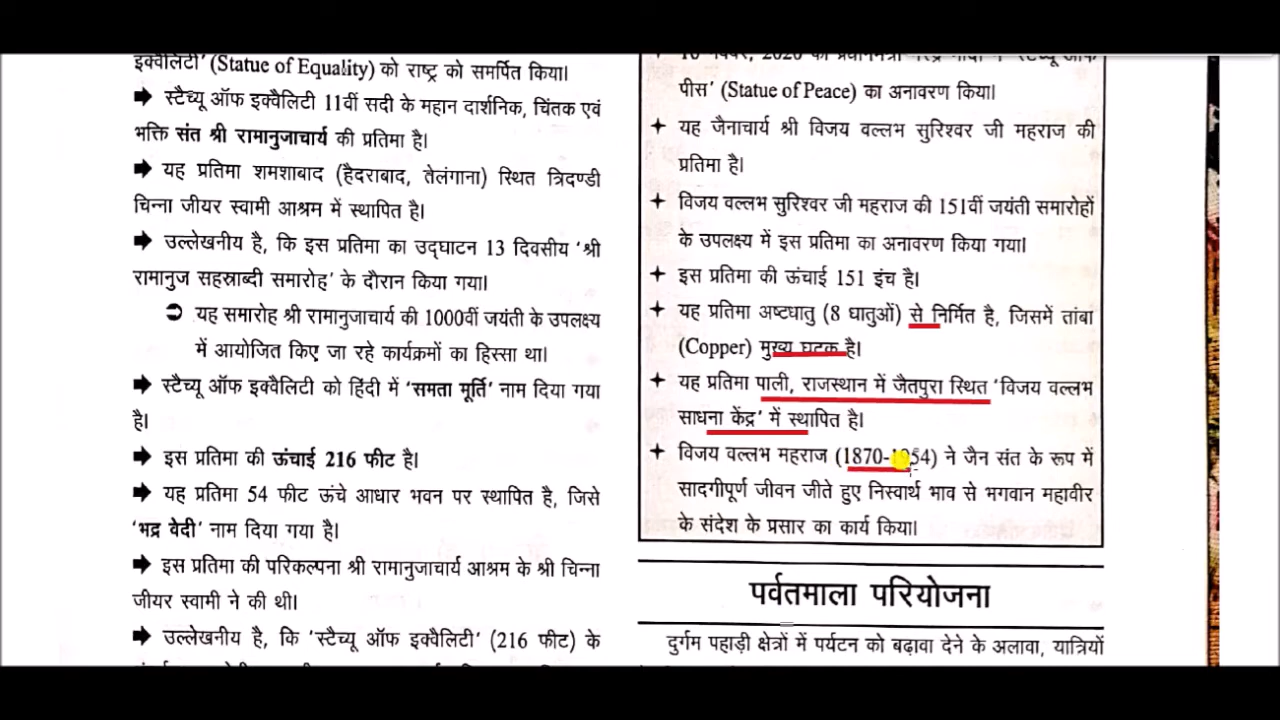 इक्वैलिटी’ (Statue of Equality) को राष्ट्र को समर्पित किया।
➡ स्टैच्यू ऑफ इक्वैलिटी 11वीं सदी के महान दार्शनिक, चिंतक एवं
भक्ति संत श्री रामानुजाचार्य की प्रतिमा है।
➡ यह प्रतिमा शमशाबाद (हैदराबाद, तेलंगाना) स्थित त्रिदण्डी
चिन्ना जीयर स्वामी आश्रम में स्थापित है।
➡ उल्लेखनीय है, कि इस प्रतिमा का उद्घाटन 13 दिवसीय ‘श्री
रामानुज सहस्राब्दी समारोह’ के दौरान किया गया।
➲ यह समारोह श्री रामानुजाचार्य की 1000वीं जयंती के उपलक्ष्य
में आयोजित किए जा रहे कार्यक्रमों का हिस्सा था।
➡ स्टैच्यू ऑफ इक्वैलिटी को हिंदी में ‘समता मूर्ति’ नाम दिया गया
है।
➡ इस प्रतिमा की ऊंचाई 216 फीट है।
➡ यह प्रतिमा 54 फीट ऊंचे आधार भवन पर स्थापित है, जिसे
‘भद्र वेदी’ नाम दिया गया है।
➡ इस प्रतिमा की परिकल्पना श्री रामानुजाचार्य आश्रम के श्री चिन्ना
जीयर स्वामी ने की थी।
➡ उल्लेखनीय है, कि ‘स्टैच्यू ऑफ इक्वैलिटी’ (216 फीट) के
पीस’ (Statue of Peace) का अनावरण किया।
✦ यह जैनाचार्य श्री विजय वल्लभ सुरिश्वर जी महराज की
प्रतिमा है।
✦ विजय वल्लभ सुरिश्वर जी महराज की 151वीं जयंती समारोहों
के उपलक्ष्य में इस प्रतिमा का अनावरण किया गया।
✦ इस प्रतिमा की ऊंचाई 151 इंच है।
✦ यह प्रतिमा अष्टधातु (8 धातुओं) से निर्मित है, जिसमें तांबा
(Copper) मुख्य घटक है।
✦ यह प्रतिमा पाली, राजस्थान में जैतपुरा स्थित ‘विजय वल्लभ
साधना केंद्र’ में स्थापित है।
✦ विजय वल्लभ महराज (1870-1954) ने जैन संत के रूप में
सादगीपूर्ण जीवन जीते हुए निस्वार्थ भाव से भगवान महावीर
के संदेश के प्रसार का कार्य किया।
पर्वतमाला परियोजना
दुर्गम पहाड़ी क्षेत्रों में पर्यटन को बढ़ावा देने के अलावा, यात्रियों